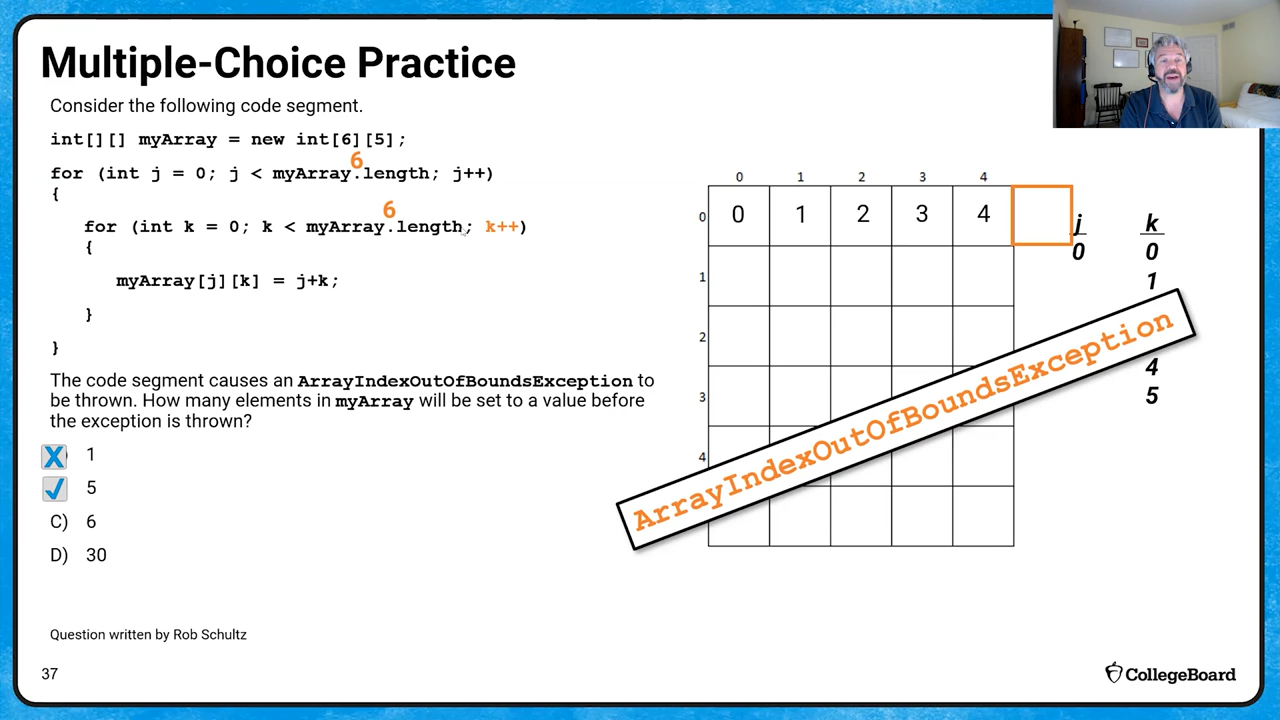 Multiple-Choice Practice
Consider the following code segment.
int[][] myArray = new int[6][5];
6
for (int j = 0; j < myArray.length; j++)
{
6
for (int k = 0; k < myArray.length; k++)
{
myArray[j][k] = j+k;
}
}
The code segment causes an ArrayIndexOutOfBoundsException to
be thrown. How many elements in myArray will be set to a value before
the exception is thrown?
X 1
✓ 5
C) 6
D) 30
0 1 2 3 4
0 0 1 2 3 4
1
2
3
4
j k
0 0
1
4
5
ArrayIndexOutOfBoundsException
Question written by Rob Schultz
37
CollegeBoard